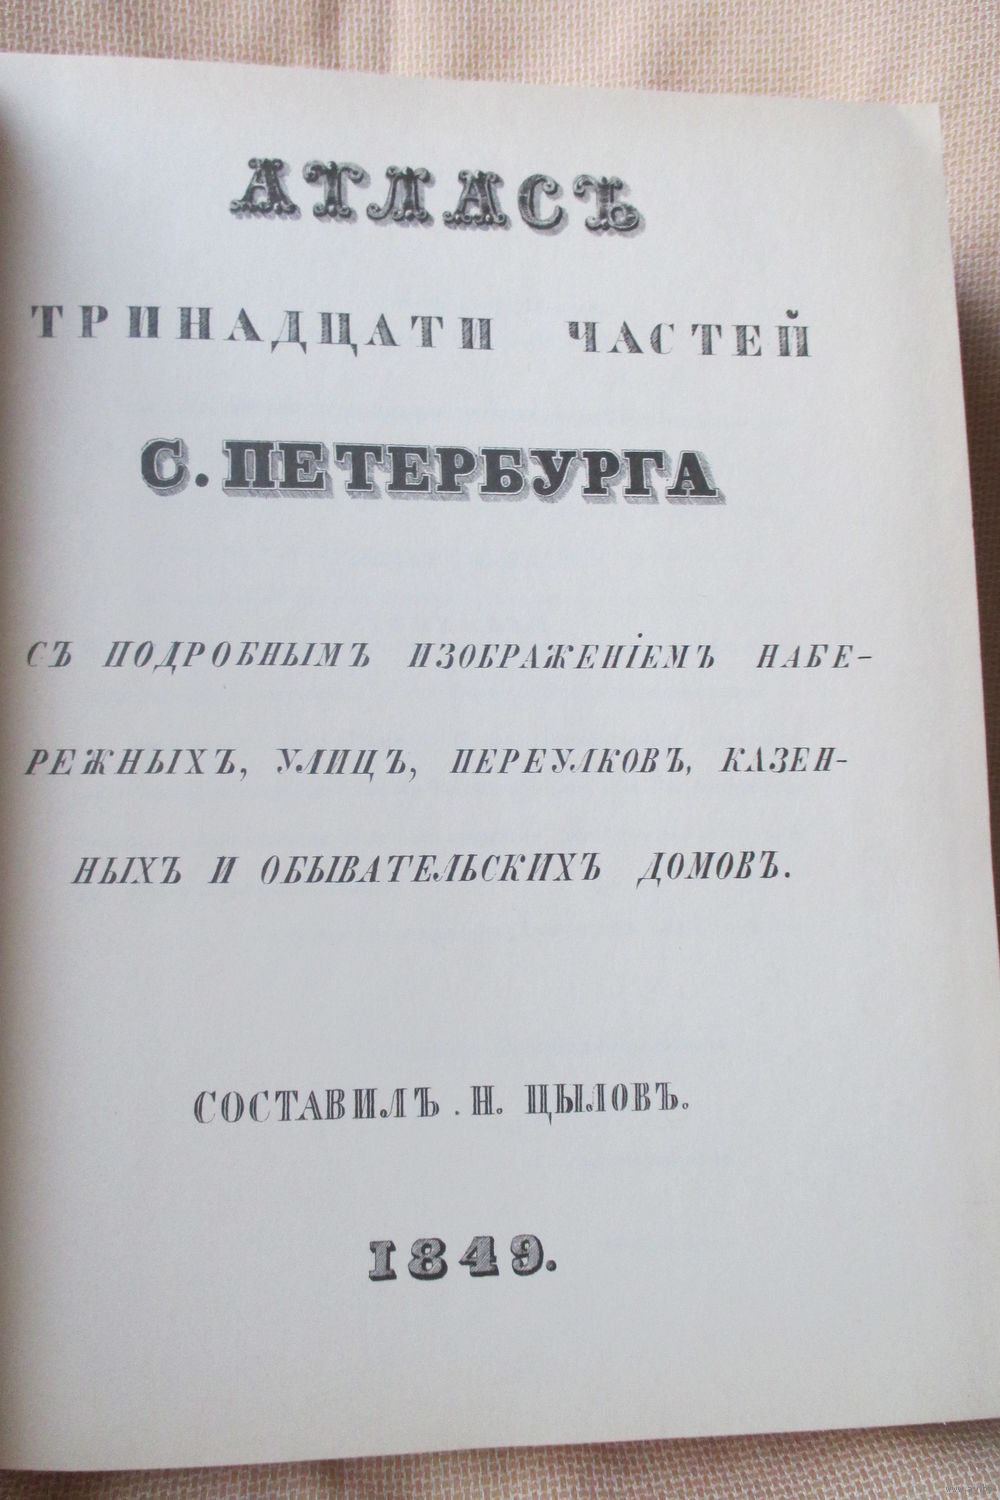 АТЛАСЪ
ТРИНАДЦАТИ ЧАСТЕЙ
С. ПЕТЕРБУРГА
СЪ ПОДРОБНЫМЪ ИЗОБРАЖЕНІЕМЪ НАБЕ-
РЕЖНЫХЪ, УЛИЦЪ, ПЕРЕУЛКОВЪ, КАЗЕН-
НЫХЪ И ОБЫВАТЕЛЬСКИХЪ ДОМОВЪ.
СОСТАВИЛЪ . Н. ЦЫЛОВЪ.
1849.